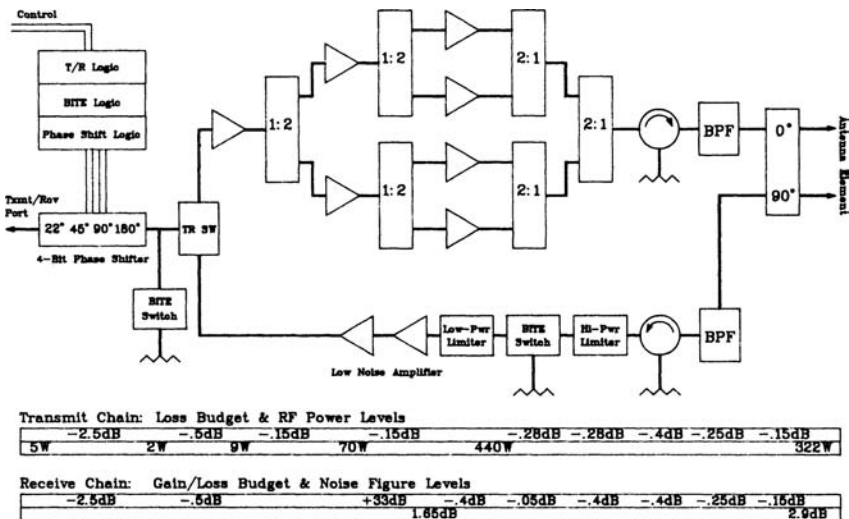 Control
T/R Logic
BITE Logic
Phase Shift Logic
Txmt/Rcv
Port
22° 45° 90° 180°
4-Bit Phase Shifter
TR SW
BITE
Switch
1:2
1:2
1:2
2:1
2:1
2:1
BPF
0°
90°
Antenna Element
Low Noise Amplifier
Low-Pwr
Limiter
BITE
Switch
Hi-Pwr
Limiter
BPF
Transmit Chain: Loss Budget & RF Power Levels
-2.5dB -.5dB -.15dB -.15dB -.28dB -.28dB -.4dB -.25dB -.15dB
5W 2W 9W 70W 440W 322W
Receive Chain: Gain/Loss Budget & Noise Figure Levels
-2.5dB -.5dB +33dB -.4dB -.05dB -.4dB -.4dB -.25dB -.15dB
1.65dB 2.9dB